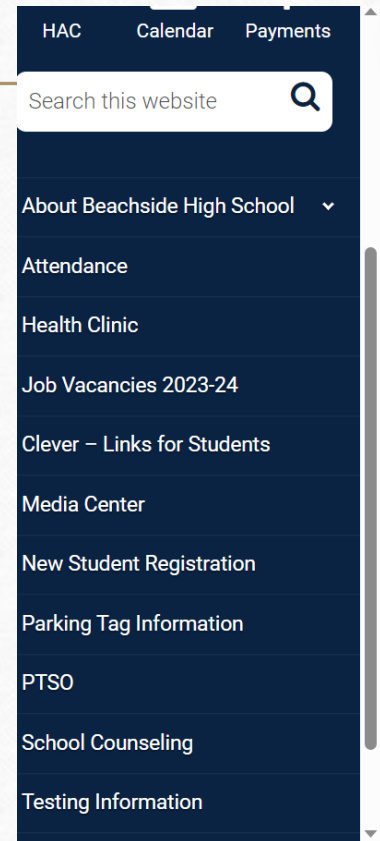 HAC Calendar Payments
Search this website
About Beachside High School
Attendance
Health Clinic
Job Vacancies 2023-24
Clever – Links for Students
Media Center
New Student Registration
Parking Tag Information
PTSO
School Counseling
Testing Information